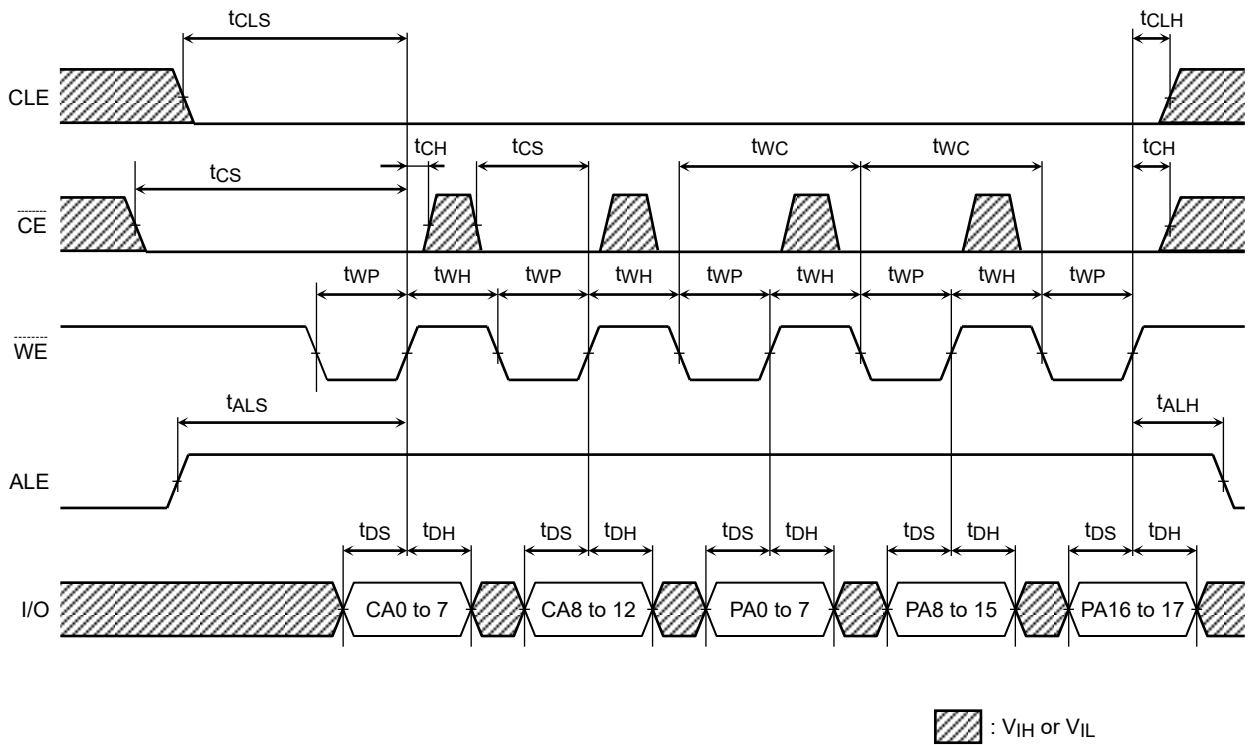 tCLS tCLH
CLE
tCH tCS tWC tWC tCH
tCS
CE
tWP tWH tWP tWH tWP tWH tWP tWH tWP
WE
tALS tALH
ALE
tDS tDH tDS tDH tDS tDH tDS tDH tDS tDH
I/O CA0 to 7 CA8 to 12 PA0 to 7 PA8 to 15 PA16 to 17
: VIH or VIL